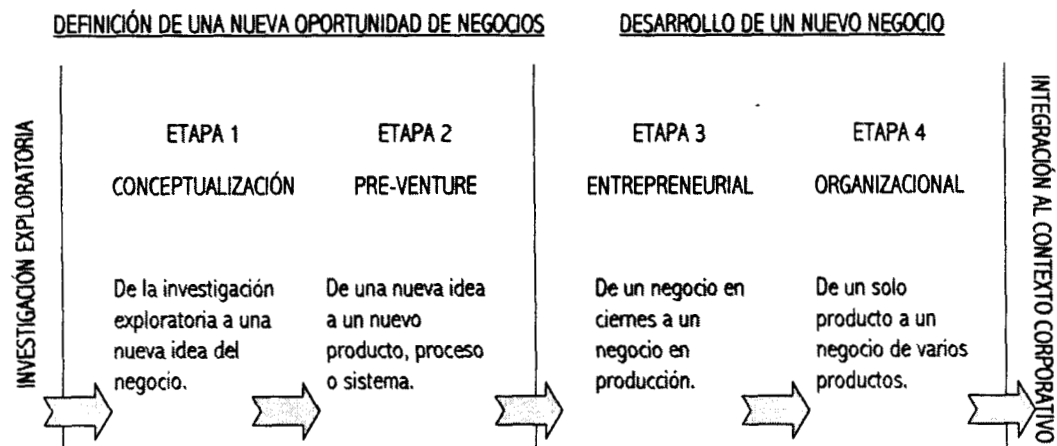 DEFINICIÓN DE UNA NUEVA OPORTUNIDAD DE NEGOCIOS
DESARROLLO DE UN NUEVO NEGOCIO
INVESTIGACIÓN EXPLORATORIA
ETAPA 1
CONCEPTUALIZACIÓN
De la investigación
exploratoria a una
nueva idea del
negocio.
ETAPA 2
PRE-VENTURE
De una nueva idea
a un nuevo
producto, proceso
o sistema.
ETAPA 3
ENTREPRENEURIAL
De un negocio en
ciernes a un
negocio en
producción.
ETAPA 4
ORGANIZACIONAL
De un solo
producto a un
negocio de varios
productos.
INTEGRACIÓN AL CONTEXTO CORPORATIVO